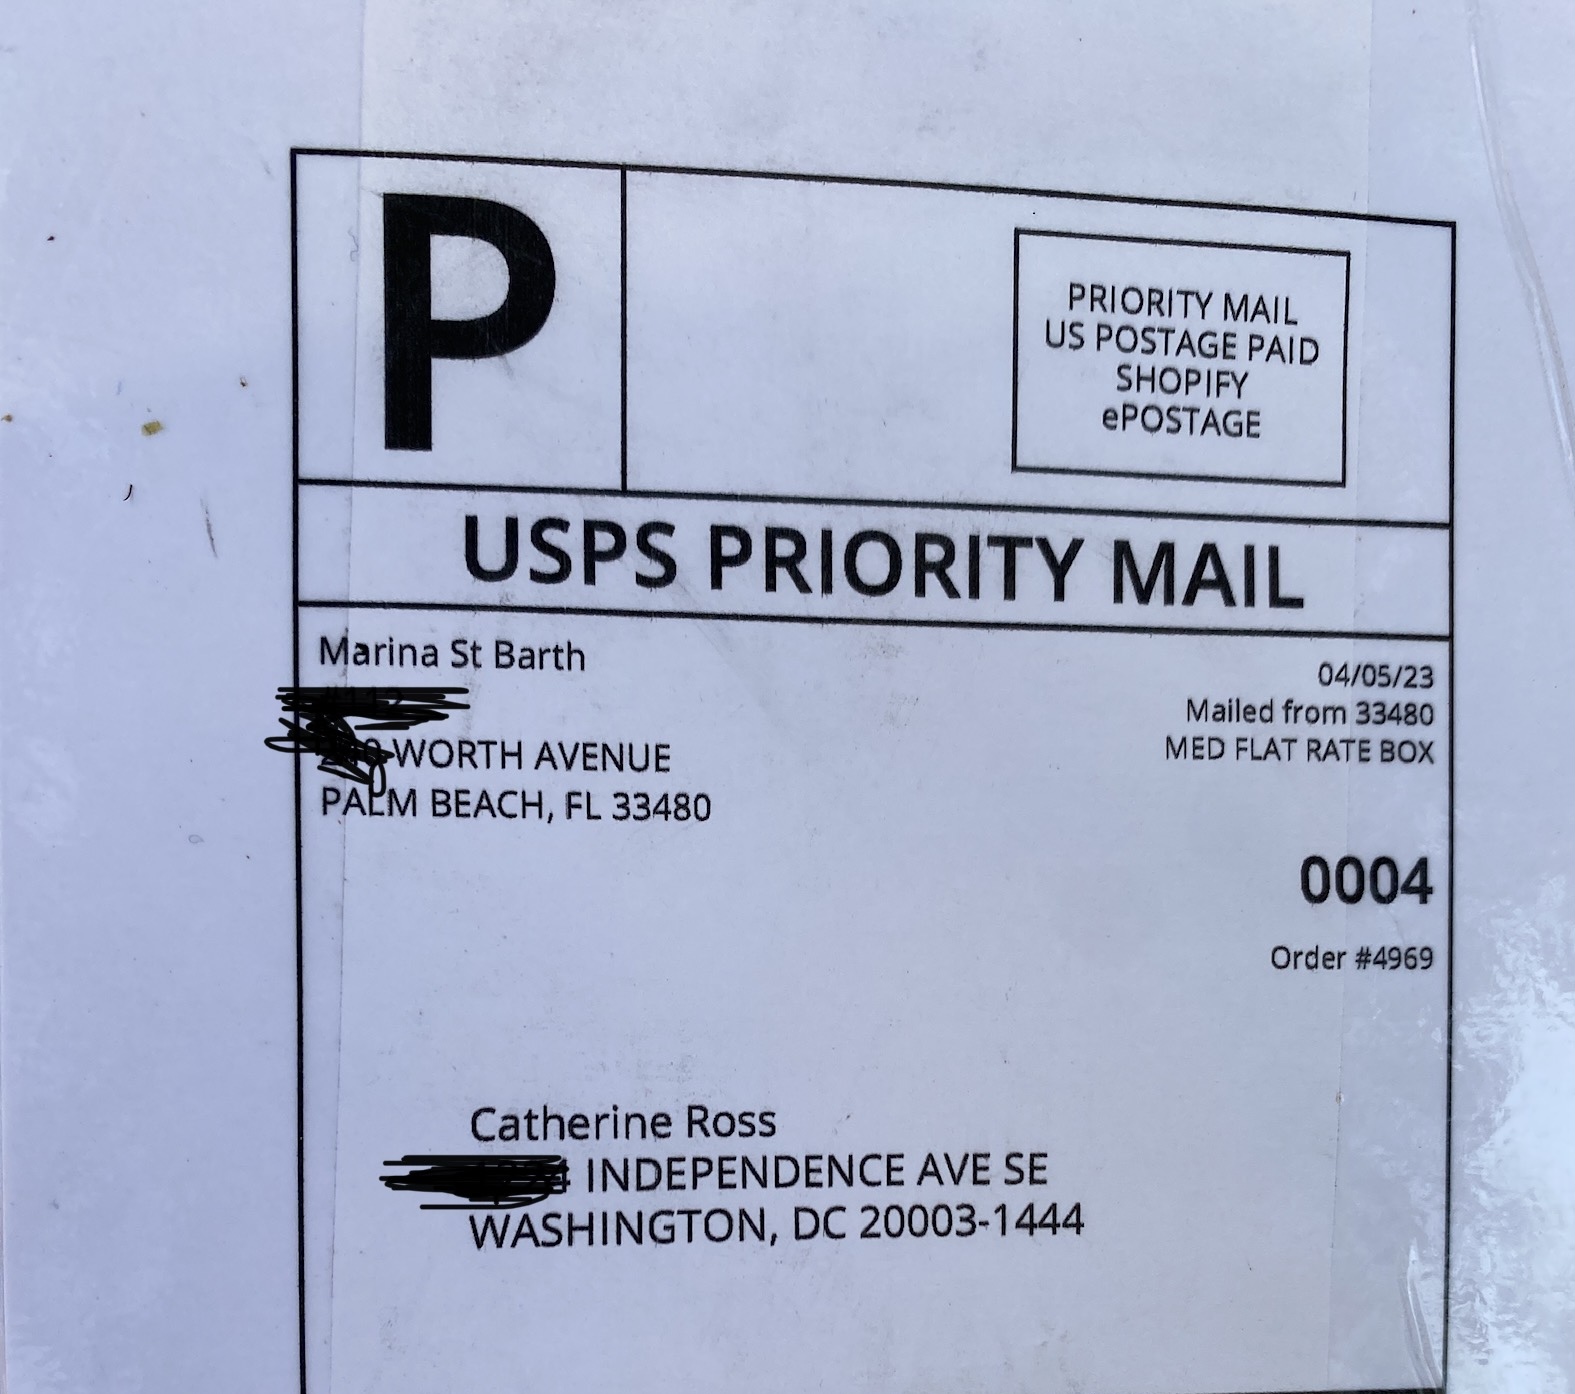 P
PRIORITY MAIL
US POSTAGE PAID
SHOPIFY
ePOSTAGE
USPS PRIORITY MAIL
Marina St Barth
WORTH AVENUE
PALM BEACH, FL 33480
04/05/23
Mailed from 33480
MED FLAT RATE BOX
0004
Order #4969
Catherine Ross
INDEPENDENCE AVE SE
WASHINGTON, DC 20003-1444